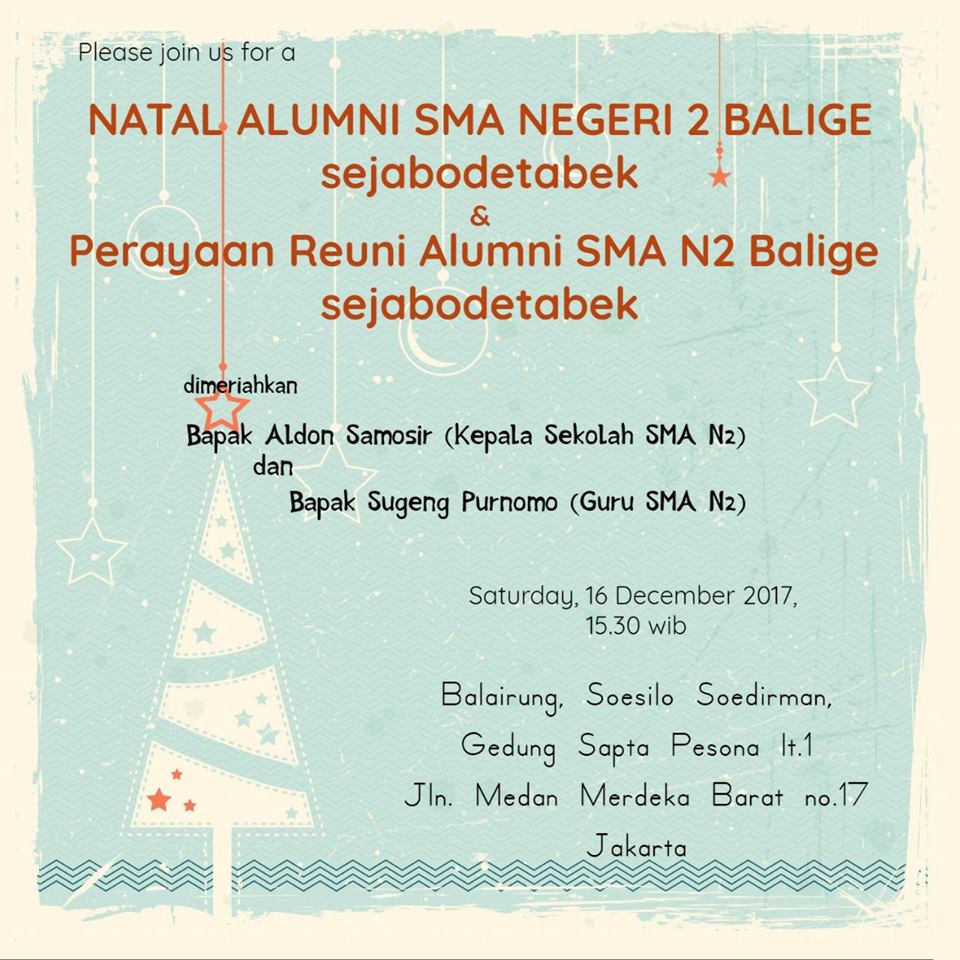 Please join us for a
NATAL ALUMNI SMA NEGERI 2 BALIGE
sejabodetabek
&
Perayaan Reuni Alumni SMA N2 Balige
sejabodetabek
dimeriahkan
Bapak Aldon Samosir (Kepala Sekolah SMA N2)
dan
Bapak Sugeng Purnomo (Guru SMA N2)
Saturday, 16 December 2017,
15.30 wib
Balairung, Soesilo Soedirman,
Gedung Sapta Pesona lt.1
Jln. Medan Merdeka Barat no.17
Jakarta